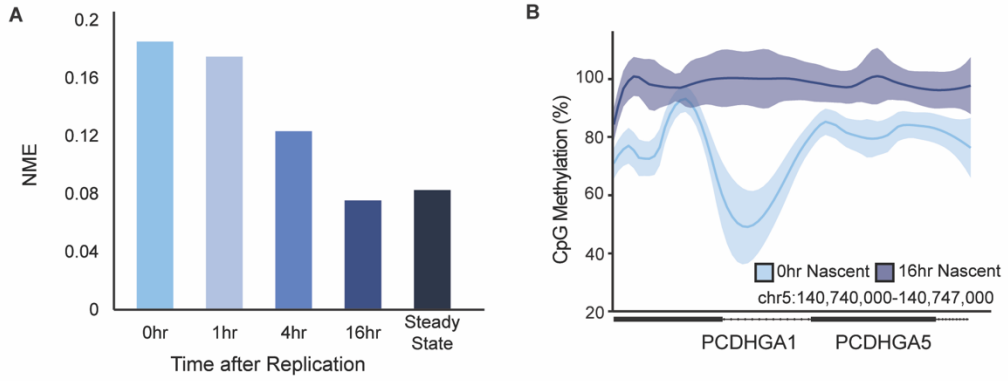 A
0.2
0.16
0.12
0.08
0.04
0
NME
0hr
1hr
4hr
16hr
Steady
State
Time after Replication
B
100
80
60
40
20
CpG Methylation (%)
0hr Nascent
16hr Nascent
chr5:140,740,000-140,747,000
PCDHGA1
PCDHGA5